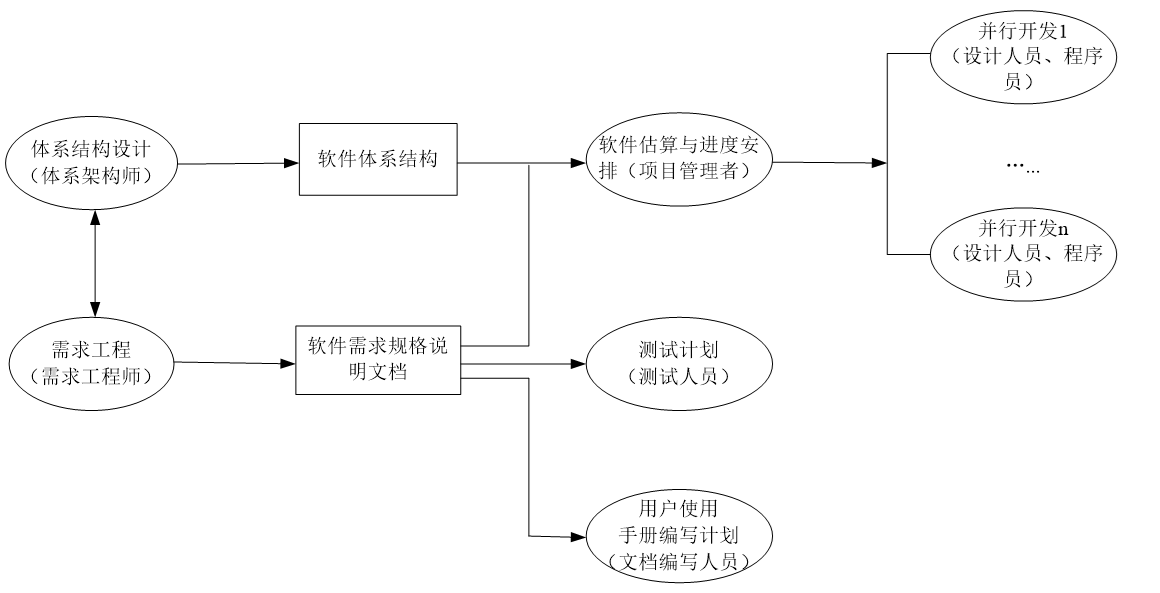 并行开发1
（设计人员、程序
员）
体系结构设计
（体系架构师）
软件体系结构
软件估算与进度安
排（项目管理者）
……
并行开发n
（设计人员、程序
员）
需求工程
（需求工程师）
软件需求规格说
明文档
测试计划
（测试人员）
用户使用
手册编写计划
（文档编写人员）